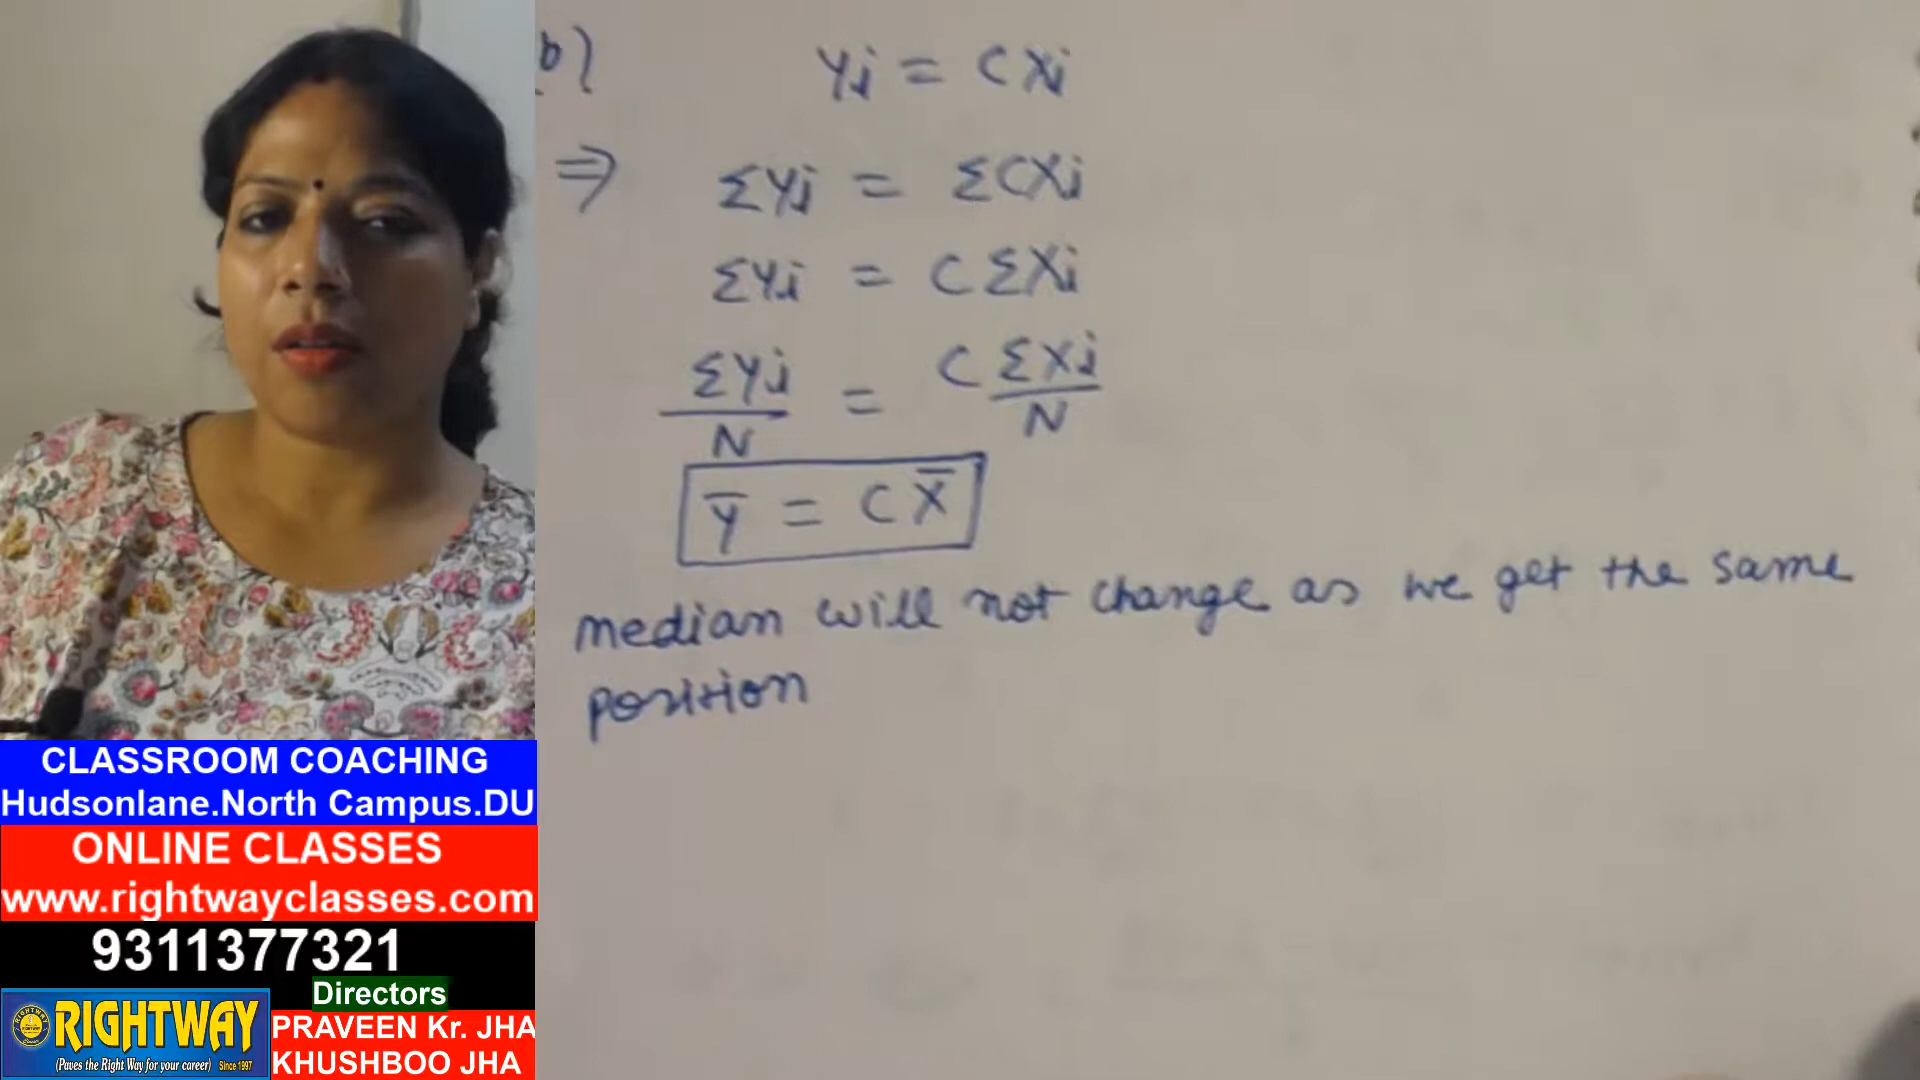 b)
Yi = CXi
⇒ ΣYi = ΣCXi
ΣYi = CΣXi
ΣYi/N = CΣXi/N
Ȳ = CX̄
median will not change as we get the same
position
CLASSROOM COACHING
Hudsonlane.North Campus.DU
ONLINE CLASSES
www.rightwayclasses.com
9311377321
Directors
PRAVEEN Kr. JHA
KHUSHBOO JHA
RIGHTWAY
(Paves the Right Way for your career) Since 1997